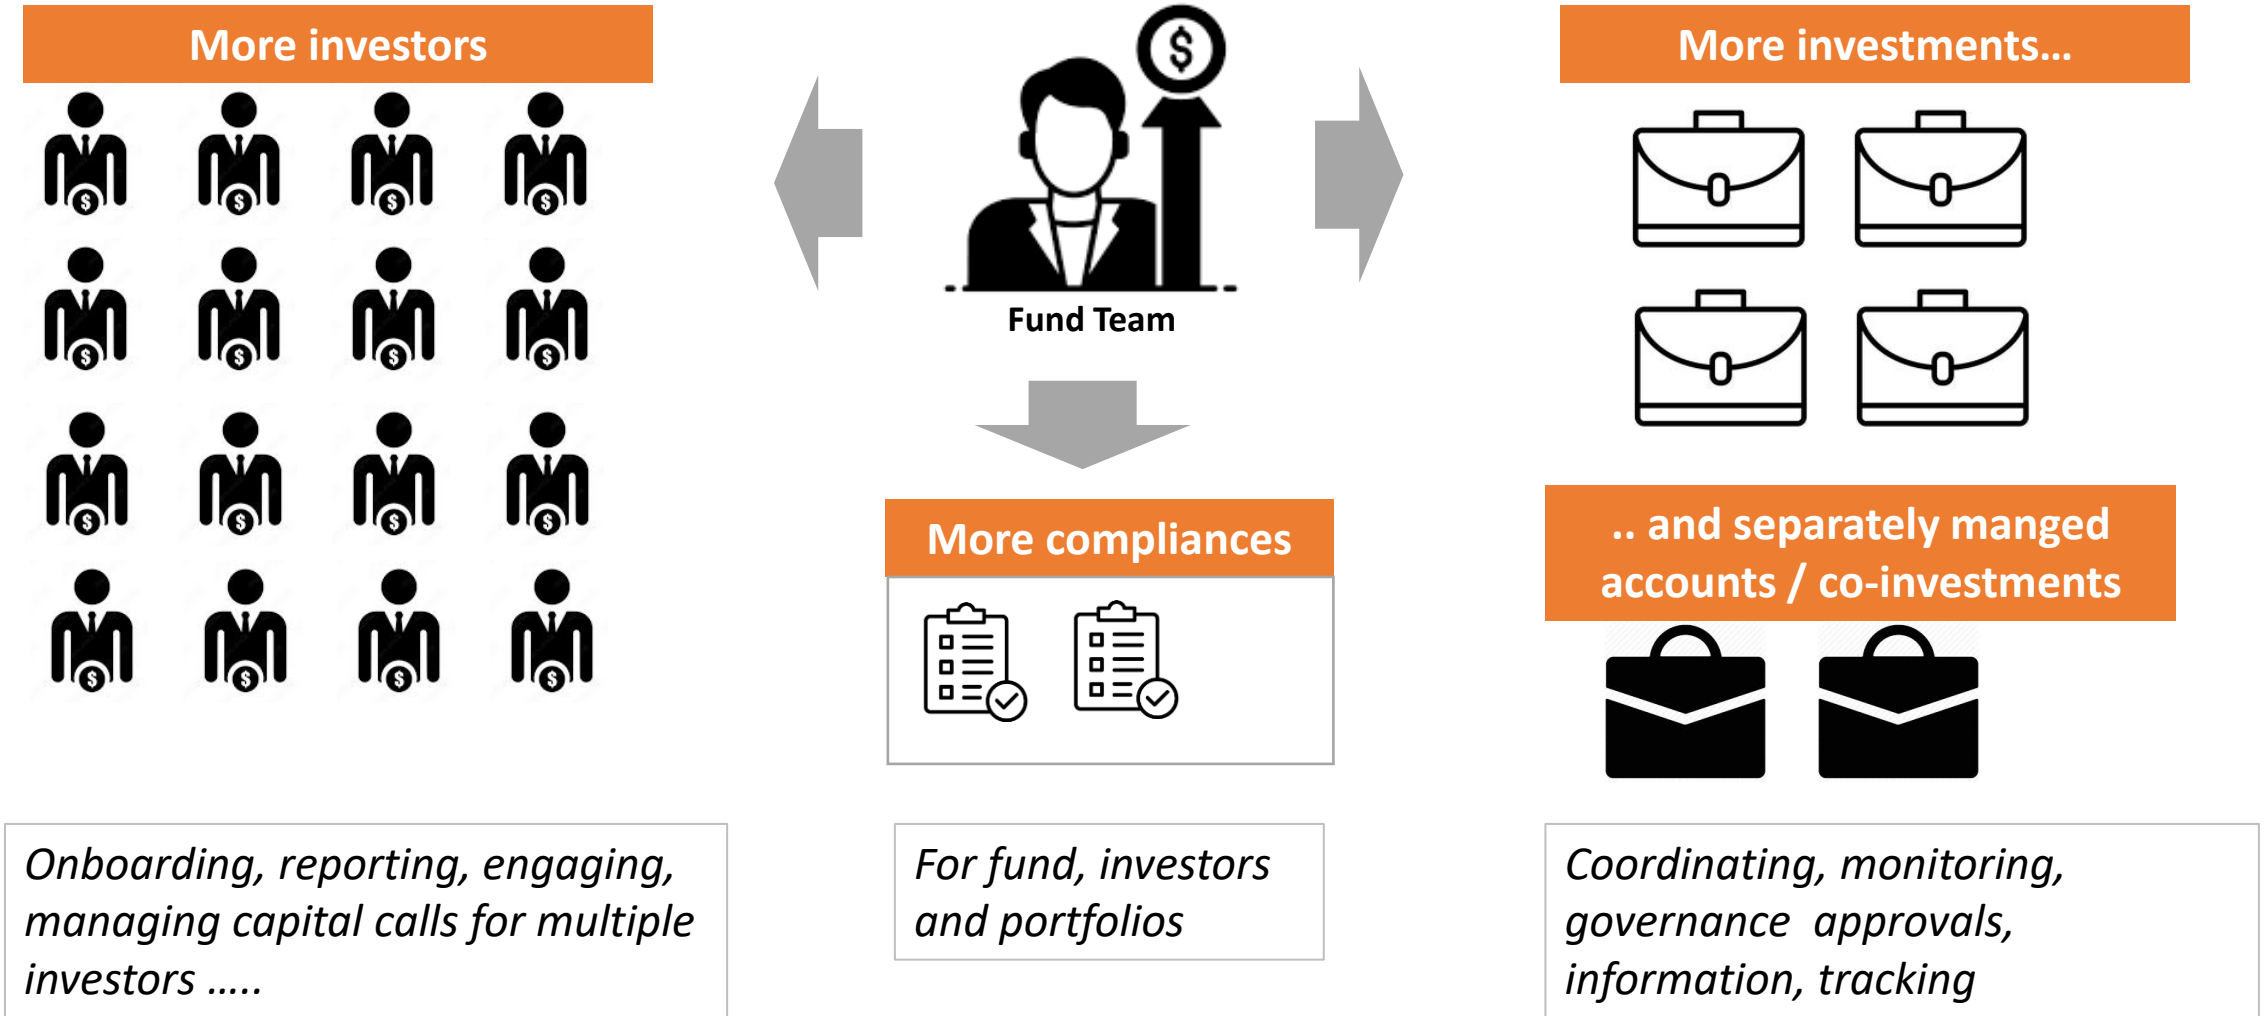 More investors
Fund Team
More investments...
More compliances
.. and separately manged
accounts / co-investments
Onboarding, reporting, engaging,
managing capital calls for multiple
investors .....
For fund, investors
and portfolios
Coordinating, monitoring,
governance  approvals,
information, tracking